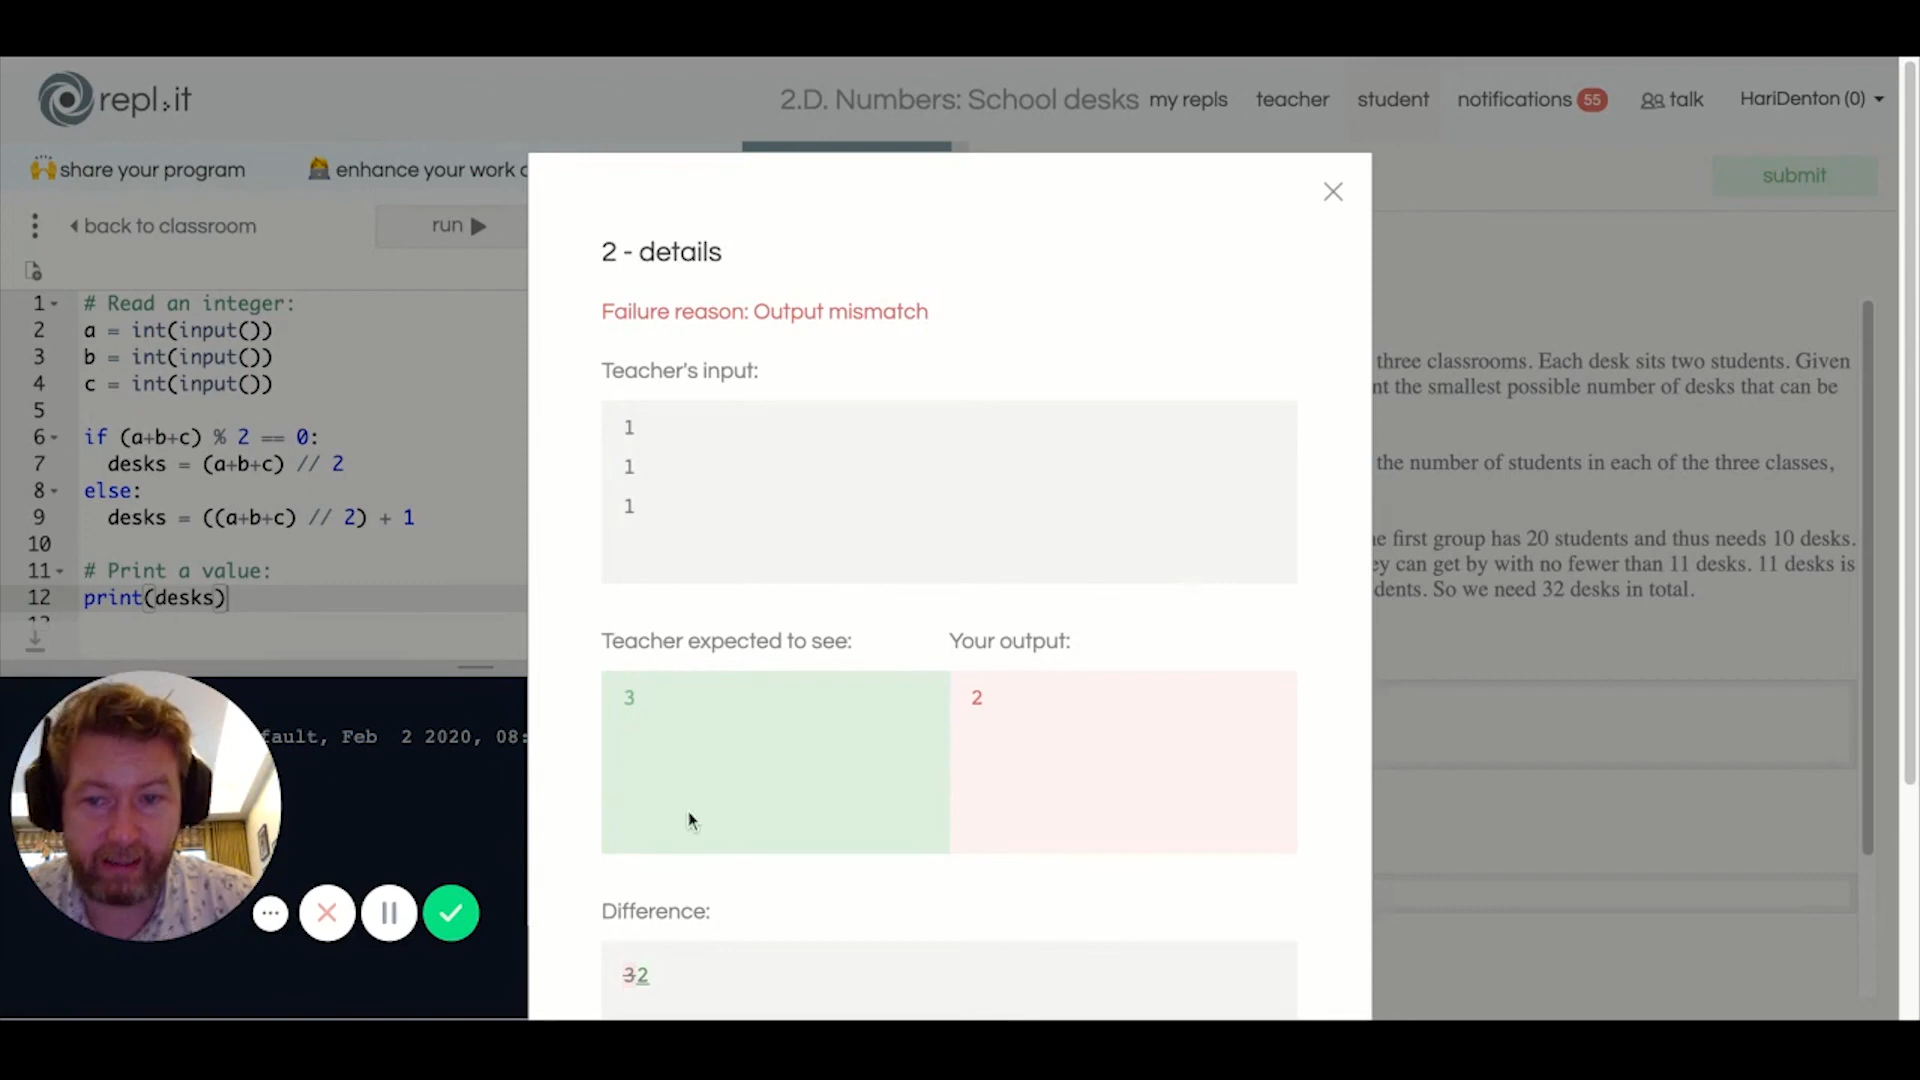 repl.it
2.D. Numbers: School desks
my repls
teacher
student
notifications 55
talk
HariDenton (0)
🙌 share your program
enhance your work
submit
back to classroom
run
1 # Read an integer:
2 a = int(input())
3 b = int(input())
4 c = int(input())
5
6 if (a+b+c) % 2 == 0:
7 desks = (a+b+c) // 2
8 else:
9 desks = ((a+b+c) // 2) + 1
10
11 # Print a value:
12 print(desks)
fault, Feb 2 2020, 08:
2 - details
Failure reason: Output mismatch
Teacher's input:
1
1
1
Teacher expected to see:
Your output:
3
2
Difference:
32
three classrooms. Each desk sits two students. Given
the smallest possible number of desks that can be
the number of students in each of the three classes,
first group has 20 students and thus needs 10 desks.
can get by with no fewer than 11 desks. 11 desks is
So we need 32 desks in total.